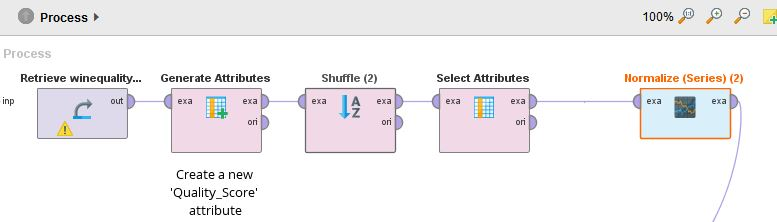 Process
100%
Process
Retrieve winequality...
Generate Attributes
Shuffle (2)
Select Attributes
Normalize (Series) (2)
inp
out
exa
exa
ori
exa
exa
ori
exa
exa
ori
exa
exa
A
Z
Create a new
'Quality_Score'
attribute